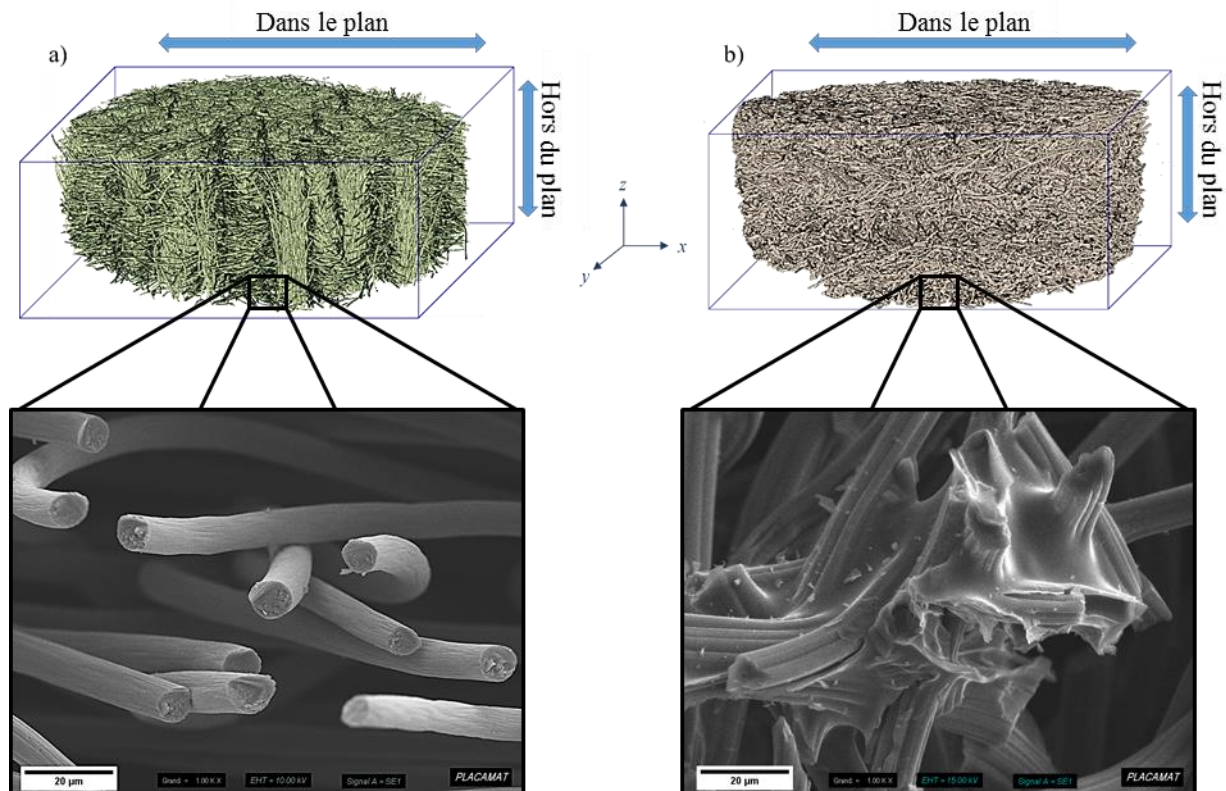 Dans le plan
Dans le plan
a)
b)
Hors du plan
Hors du plan
z
x
y
20 µm
Grand. = 1.00 K X
EHT = 10.00 kV
Signal A = SE1
PLACAMAT
20 µm
Grand. = 1.00 K X
EHT = 15.00 kV
Signal A = SE1
PLACAMAT